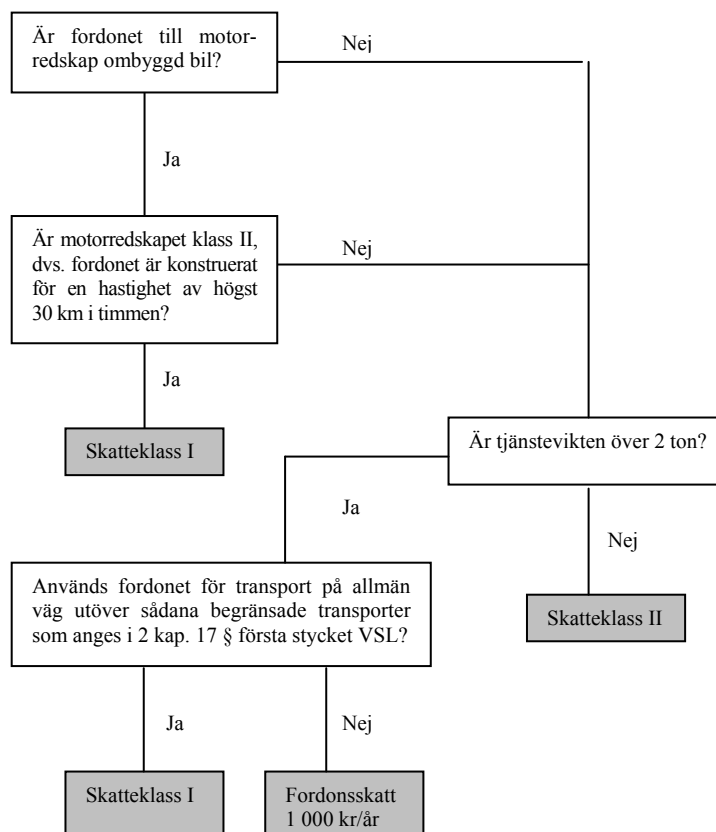 Är fordonet till motor-
redskap ombyggd bil?
Nej
Ja
Är motorredskapet klass II,
dvs. fordonet är konstruerat
för en hastighet av högst
30 km i timmen?
Nej
Ja
Skatteklass I
Är tjänstevikten över 2 ton?
Ja
Nej
Används fordonet för transport på allmän
väg utöver sådana begränsade transporter
som anges i 2 kap. 17 § första stycket VSL?
Skatteklass II
Ja
Nej
Skatteklass I
Fordonsskatt
1 000 kr/år